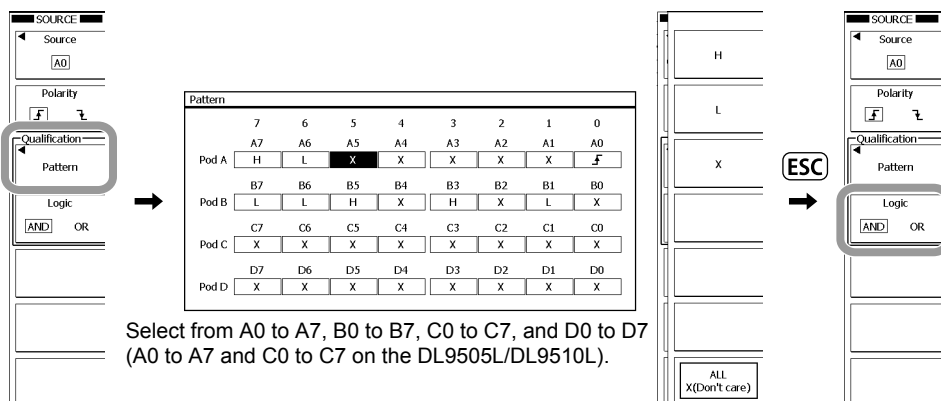 SOURCE
Source
A0
Polarity
Qualification
Pattern
Logic
AND OR
Pattern
7 6 5 4 3 2 1 0
A7 A6 A5 A4 A3 A2 A1 A0
Pod A H L X X X X X
B7 B6 B5 B4 B3 B2 B1 B0
Pod B L L H X H X L X
C7 C6 C5 C4 C3 C2 C1 C0
Pod C X X X X X X X X
D7 D6 D5 D4 D3 D2 D1 D0
Pod D X X X X X X X X
Select from A0 to A7, B0 to B7, C0 to C7, and D0 to D7
(A0 to A7 and C0 to C7 on the DL9505L/DL9510L).
H
L
X
ALL
X(Don't care)
ESC
SOURCE
Source
A0
Polarity
Qualification
Pattern
Logic
AND OR